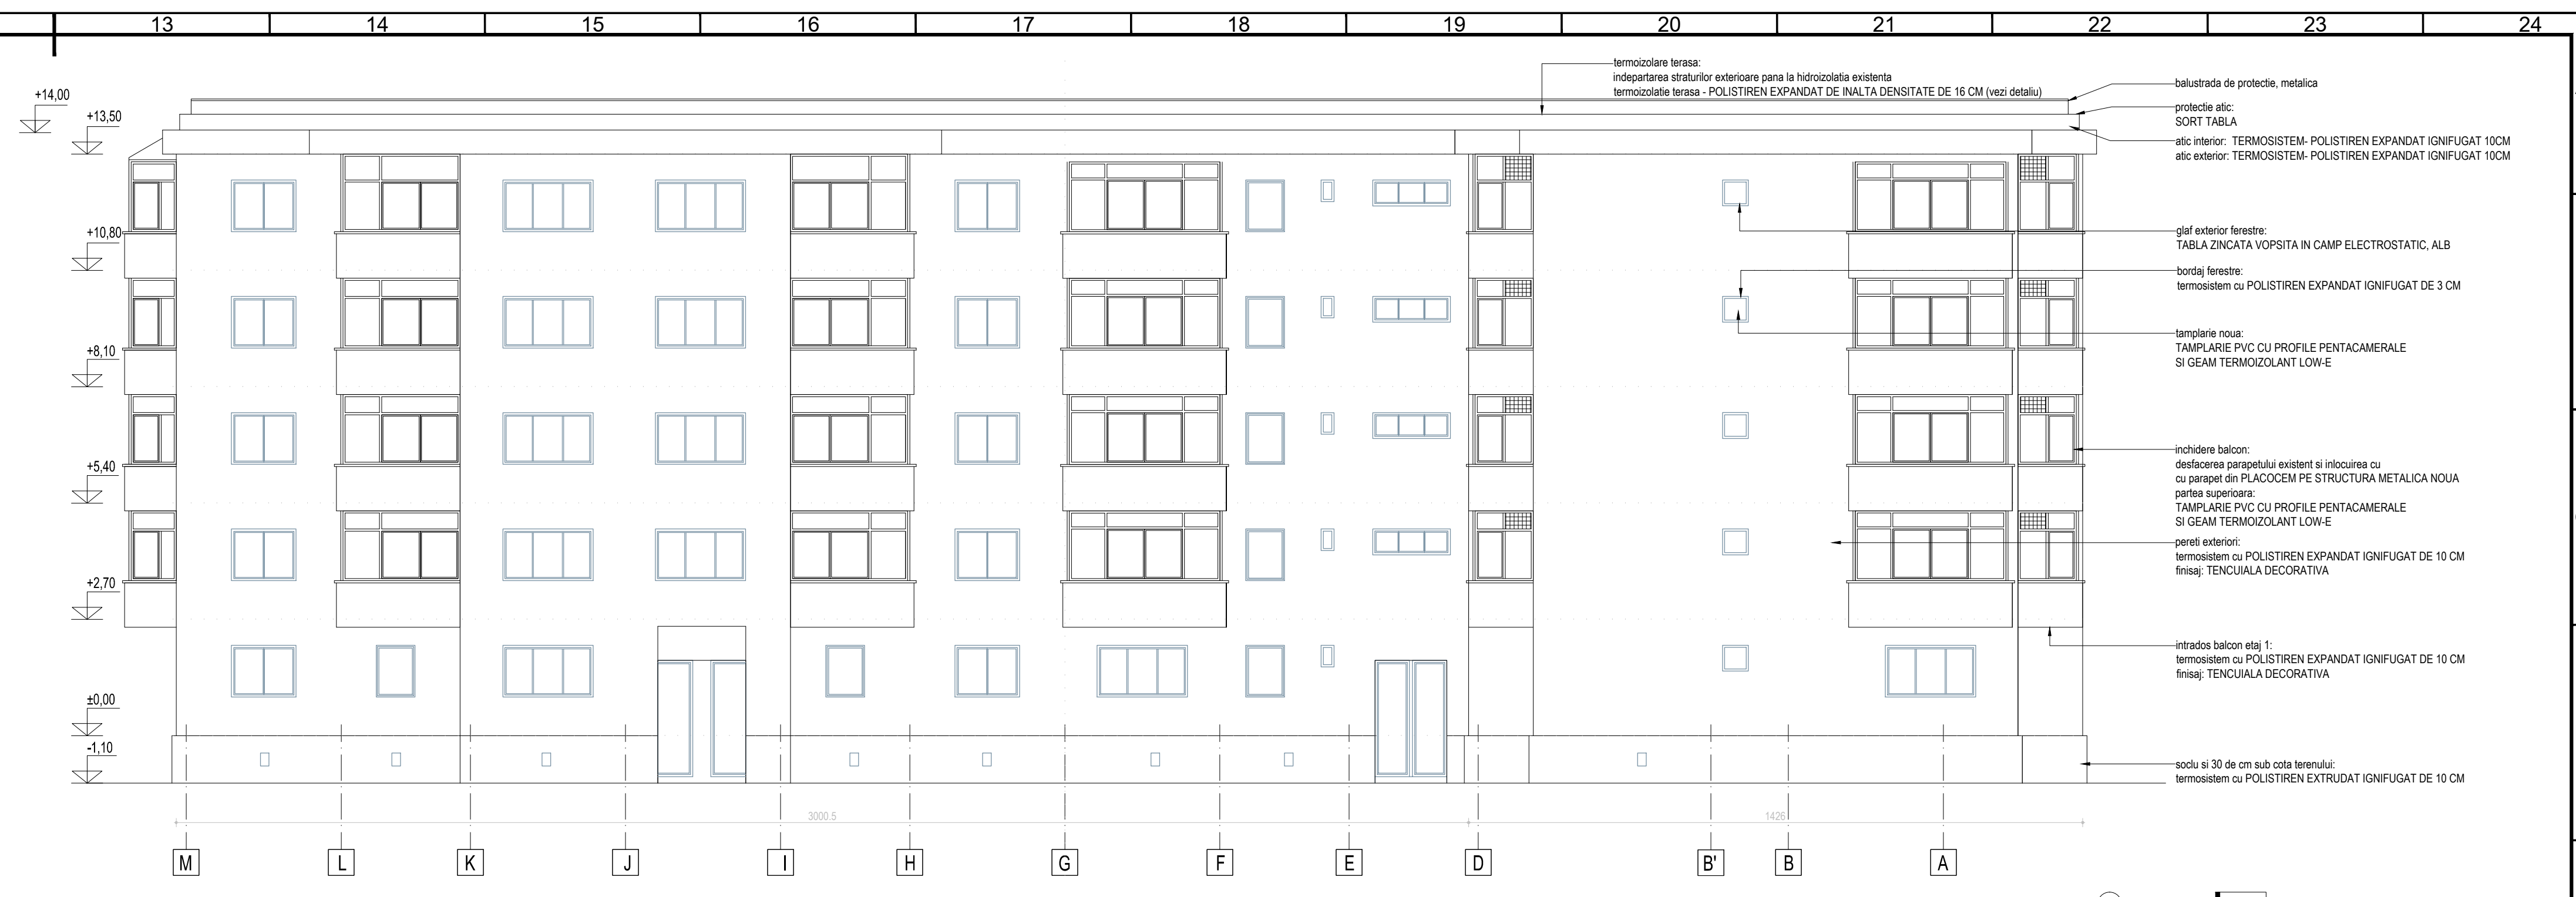 13 14 15 16 17 18 19 20 21 22 23 24
termoizolare terasa:
indepartarea straturilor exterioare pana la hidroizolatia existenta
termoizolatie terasa - POLISTIREN EXPANDAT DE INALTA DENSITATE DE 16 CM (vezi detaliu)
balustrada de protectie, metalica
protectie atic:
SORT TABLA
atic interior: TERMOSISTEM- POLISTIREN EXPANDAT IGNIFUGAT 10CM
atic exterior: TERMOSISTEM- POLISTIREN EXPANDAT IGNIFUGAT 10CM
glaf exterior ferestre:
TABLA ZINCATA VOPSITA IN CAMP ELECTROSTATIC, ALB
bordaj ferestre:
termosistem cu POLISTIREN EXPANDAT IGNIFUGAT DE 3 CM
tamplarie noua:
TAMPLARIE PVC CU PROFILE PENTACAMERALE
SI GEAM TERMOIZOLANT LOW-E
inchidere balcon:
desfacerea parapetului existent si inlocuirea cu
cu parapet din PLACOCEM PE STRUCTURA METALICA NOUA
partea superioara:
TAMPLARIE PVC CU PROFILE PENTACAMERALE
SI GEAM TERMOIZOLANT LOW-E
pereti exteriori:
termosistem cu POLISTIREN EXPANDAT IGNIFUGAT DE 10 CM
finisaj: TENCUIALA DECORATIVA
intrados balcon etaj 1:
termosistem cu POLISTIREN EXPANDAT IGNIFUGAT DE 10 CM
finisaj: TENCUIALA DECORATIVA
soclu si 30 de cm sub cota terenului:
termosistem cu POLISTIREN EXTRUDAT IGNIFUGAT DE 10 CM
+14,00
+13,50
+10,80
+8,10
+5,40
+2,70
±0,00
-1,10
3000.5 1426
M L K J I H G F E D B' B A